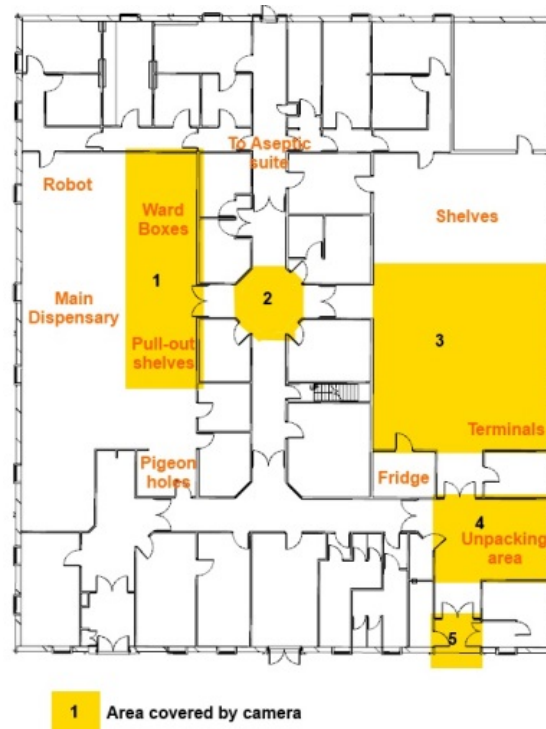 To Aseptic
suite
Robot
Ward
Boxes
Shelves
1
2
Main
Dispensary
3
Pull-out
shelves
Terminals
Pigeon
holes
Fridge
4
Unpacking
area
5
1 Area covered by camera